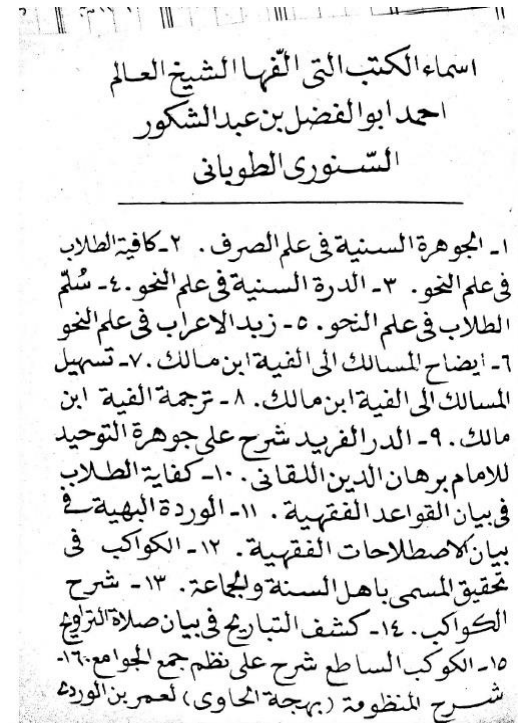 اسماء الكتب التى الّفها الشيخ العالم
احمد ابو الفضل بن عبد الشكور
السّنورى الطوبانى
١- الجوهرة السنية فى علم الصرف. ٢- كافية الطلاب
فى علم النحو. ٣- الدرة السنية فى علم النحو. ٤- سُلّم
الطلاب فى علم النحو. ٥- زبد الاعراب فى علم النحو
٦- ايضاح المسالك الى الفية ابن مالك. ٧- تسهيل
المسالك الى الفية ابن مالك. ٨- ترجمة الفية ابن
مالك. ٩- الدر الفريد شرح على جوهرة التوحيد
للامام برهان الدين اللقانى. ١٠- كفاية الطلاب
فى بيان القواعد الفقهية. ١١- الوردة البهية فى
بيان الاصطلاحات الفقهية. ١٢- الكواكب فى
تحقيق المسمى باهل السنة والجماعة. ١٣- شرح
الكواكب. ١٤- كشف التباريح فى بيان صلاة التراويح
١٥- الكوكب الساطع شرح على نظم جمع الجوامع. ١٦-
شرح المنظومة (بهجة الحاوى) لعمر بن الوردى